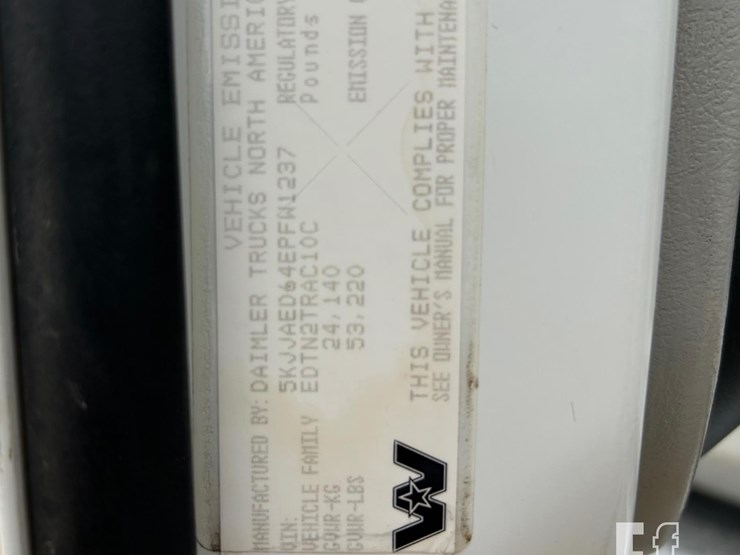 VEHICLE EMISSI
MANUFACTURED BY: DAIMLER TRUCKS NORTH AMERIC
VIN: 5KJJAED64EPFW1237 REGULATORY
VEHICLE FAMILY EDTN2TRAC10C Pounds
GVWR-KG 24,140
GVWR-LBS 53,220 EMISSION
THIS VEHICLE COMPLIES WITH
SEE OWNER'S MANUAL FOR PROPER MAINTENA